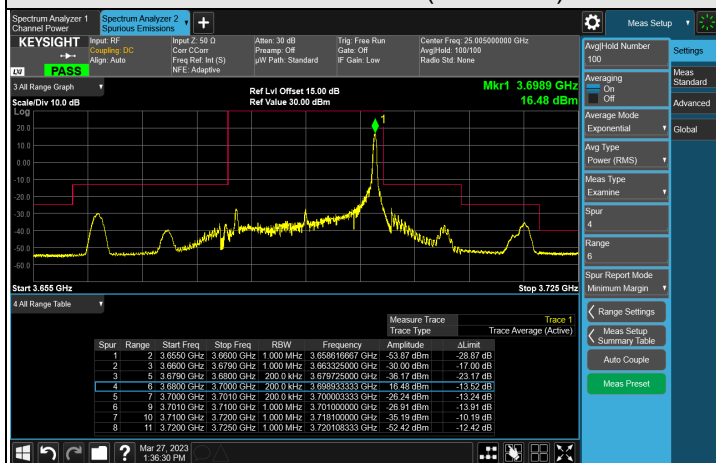 Spectrum Analyzer 1
Channel Power
Spectrum Analyzer 2
Spurious Emissions
Meas Setup
KEYSIGHT
LXI
PASS
Input: RF
Coupling: DC
Align: Auto
Input Z: 50 Ω
Corr CCorr
Freq Ref: Int (S)
NFE: Adaptive
Atten: 30 dB
Preamp: Off
µW Path: Standard
Trig: Free Run
Gate: Off
IF Gain: Low
Center Freq: 25.005000000 GHz
Avg|Hold: 100/100
Radio Std: None
3 All Range Graph
Scale/Div 10.0 dB
Ref Lvl Offset 15.00 dB
Ref Value 30.00 dBm
Mkr1 3.6989 GHz
16.48 dBm
Log
20.0
10.0
0.00
-10.0
-20.0
-30.0
-40.0
-50.0
-60.0
1
Start 3.655 GHz
Stop 3.725 GHz
4 All Range Table
Measure Trace Trace 1
Trace Type Trace Average (Active)
Spur Range Start Freq Stop Freq RBW Frequency Amplitude ΔLimit
1 2 3.6550 GHz 3.6600 GHz 1.000 MHz 3.658616667 GHz -53.87 dBm -28.87 dB
2 3 3.6600 GHz 3.6790 GHz 1.000 MHz 3.663325000 GHz -30.00 dBm -17.00 dB
3 5 3.6790 GHz 3.6800 GHz 200.0 kHz 3.679725000 GHz -36.17 dBm -23.17 dB
4 6 3.6800 GHz 3.7000 GHz 200.0 kHz 3.698933333 GHz 16.48 dBm -13.52 dB
5 7 3.7000 GHz 3.7010 GHz 200.0 kHz 3.700003333 GHz -26.24 dBm -13.24 dB
6 9 3.7010 GHz 3.7100 GHz 1.000 MHz 3.701000000 GHz -26.91 dBm -13.91 dB
7 10 3.7100 GHz 3.7200 GHz 1.000 MHz 3.718100000 GHz -35.19 dBm -10.19 dB
8 11 3.7200 GHz 3.7250 GHz 1.000 MHz 3.720108333 GHz -52.42 dBm -12.42 dB
Avg|Hold Number
100
Averaging
On
Off
Average Mode
Exponential
Avg Type
Power (RMS)
Meas Type
Examine
Spur
4
Range
6
Spur Report Mode
Minimum Margin
Range Settings
Meas Setup
Summary Table
Auto Couple
Meas Preset
Settings
Meas
Standard
Advanced
Global
?
Mar 27, 2023
1:36:30 PM